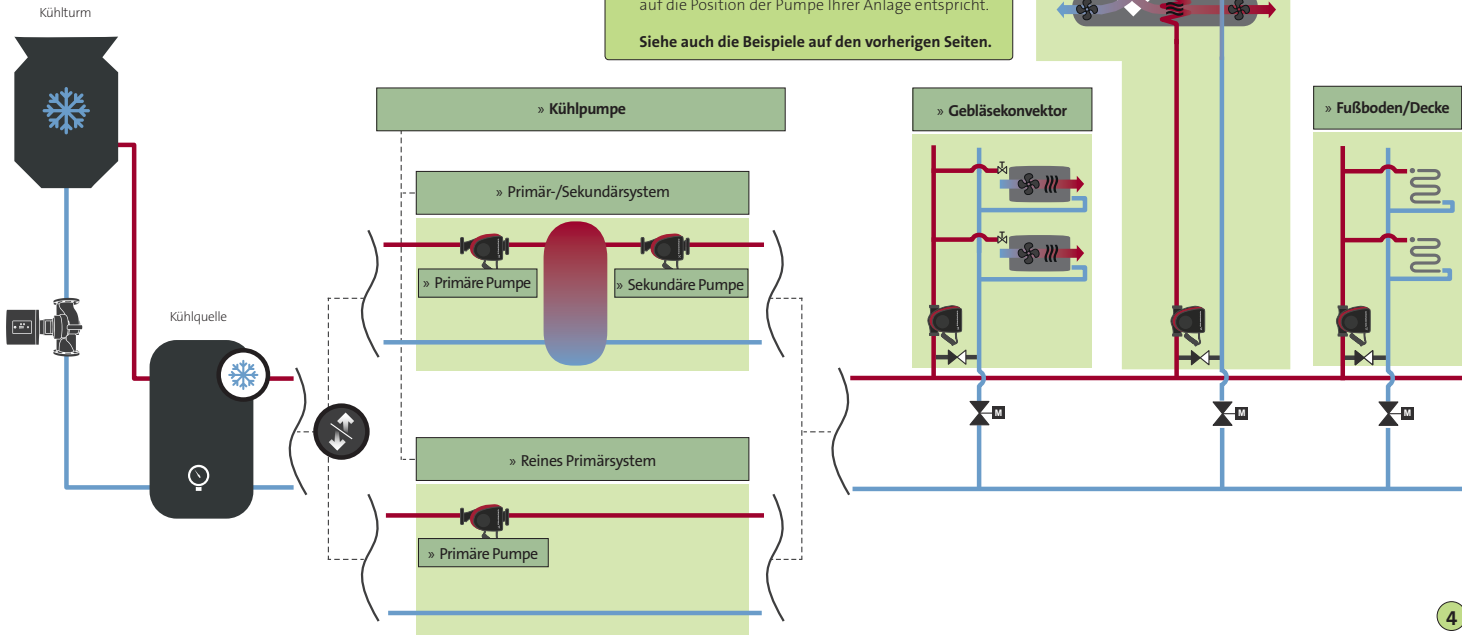 auf die Position der Pumpe Ihrer Anlage entspricht.
Siehe auch die Beispiele auf den vorherigen Seiten.
Kühlturm
» Kühlpumpe
» Gebläsekonvektor
» Fußboden/Decke
» Primär-/Sekundärsystem
» Primäre Pumpe
» Sekundäre Pumpe
Kühlquelle
M
M
M
» Reines Primärsystem
» Primäre Pumpe
4